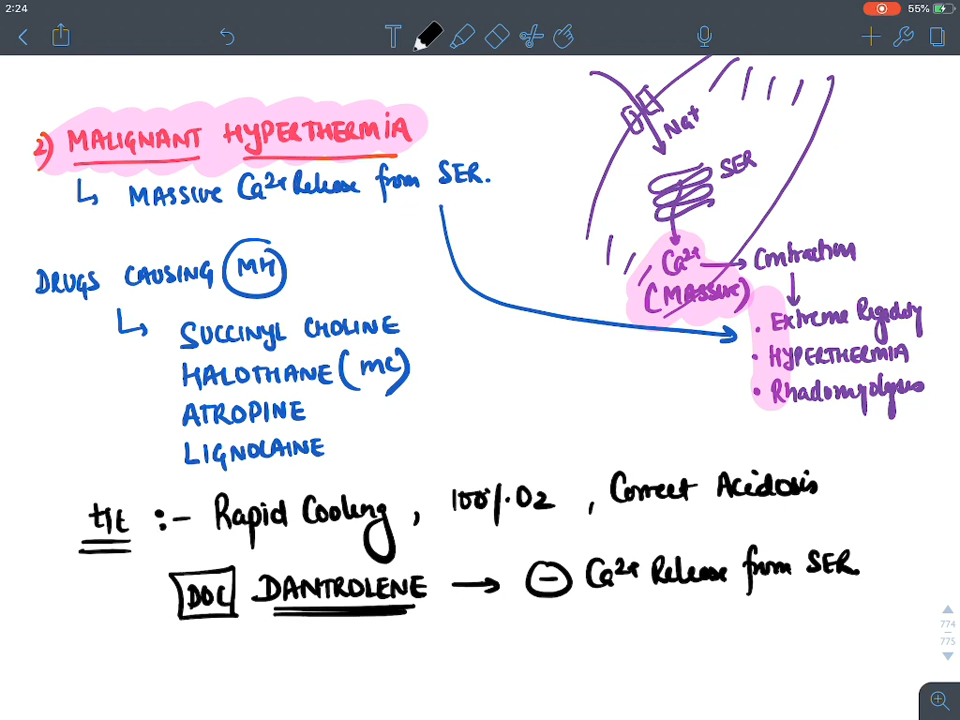 2:24
55%
T
2) MALIGNANT HYPERTHERMIA
↳ MASSIVE Ca2+ Release from SER.
Na+
SER
Ca2+ → Contraction
(MASSIVE)
DRUGS CAUSING MH
↳ SUCCINYL CHOLINE
HALOTHANE (MC)
ATROPINE
LIGNOCAINE
• Extreme Rigidity
• HYPERTHERMIA
• Rhadomyolyses
ttt :- Rapid Cooling, 100%.O2, Correct Acidosis
DOC DANTROLENE → ⊖ Ca2+ Release from SER.
774
775